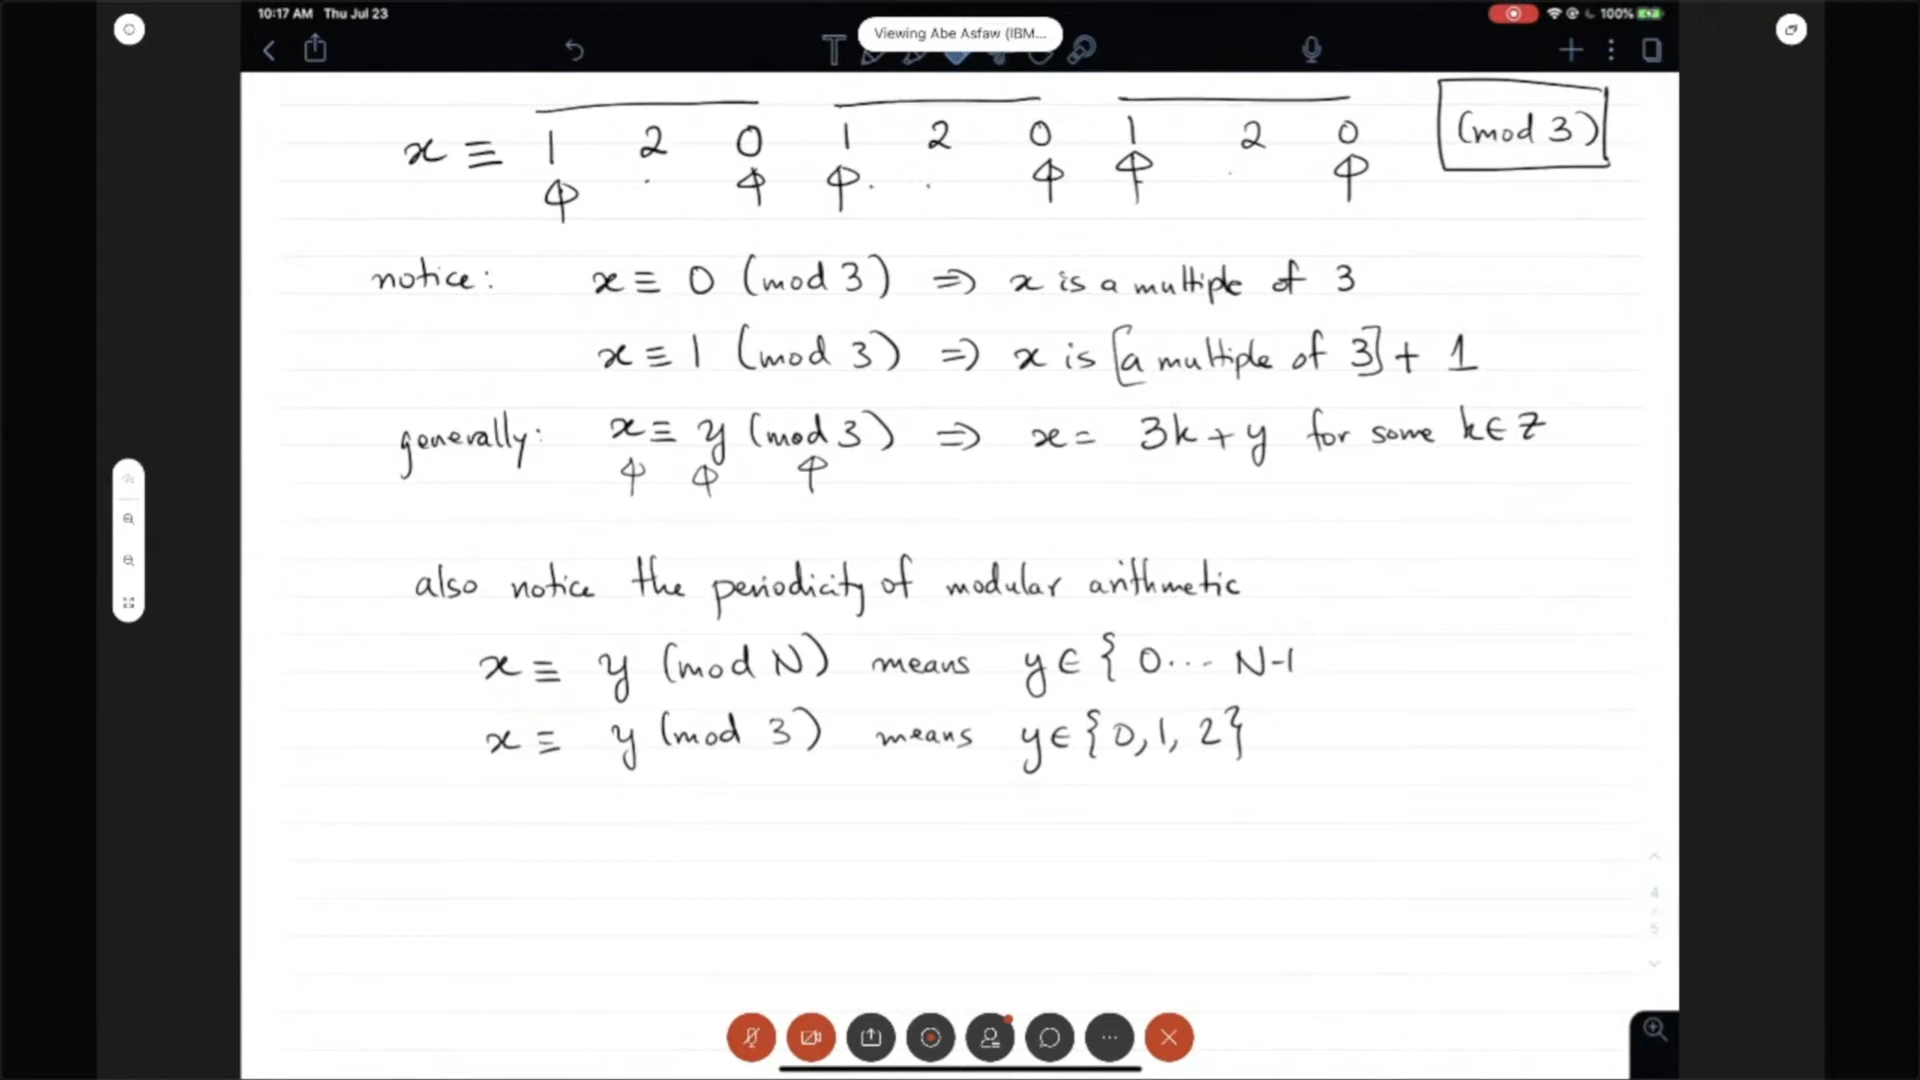 10:17 AM Thu Jul 23
100%
Viewing Abe Asfaw (IBM...
x ≡ 1 2 0 1 2 0 1 2 0 (mod 3)
notice: x ≡ 0 (mod 3) ⇒ x is a multiple of 3
x ≡ 1 (mod 3) ⇒ x is [a multiple of 3] + 1
generally: x ≡ y (mod 3) ⇒ x = 3k + y for some k ∈ Z
also notice the periodicity of modular arithmetic
x ≡ y (mod N) means y ∈ { 0 ... N-1
x ≡ y (mod 3) means y ∈ {0, 1, 2}
4
/
5